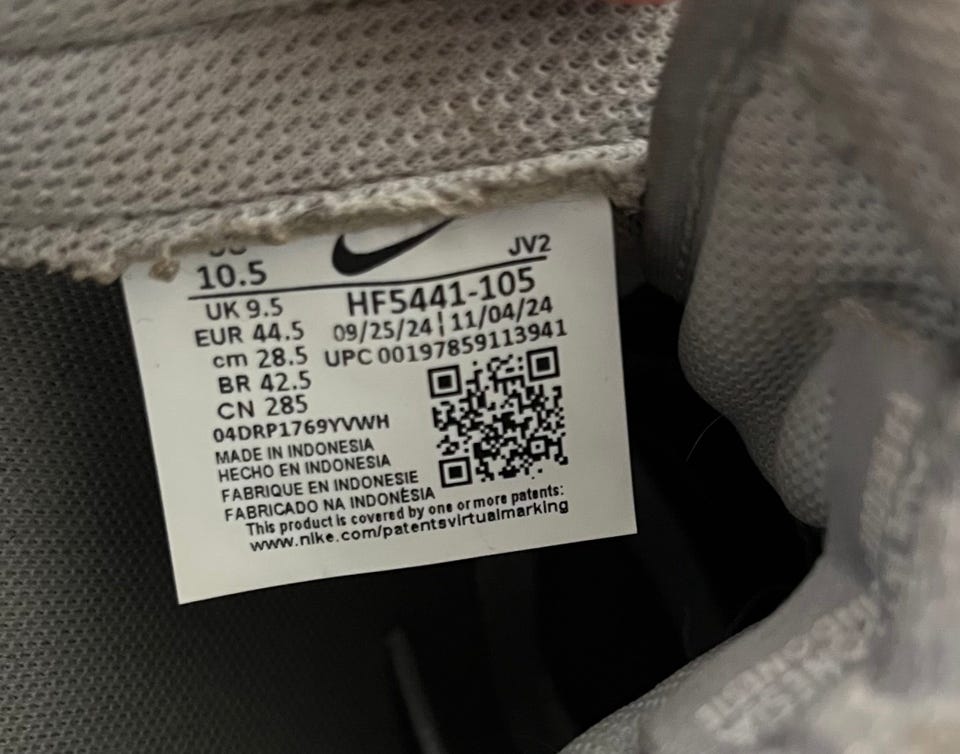 10.5
JV2
UK 9.5
HF5441-105
EUR 44.5
09/25/24 | 11/04/24
cm 28.5
UPC 00197859113941
BR 42.5
CN 285
04DRP1769YVWH
MADE IN INDONESIA
HECHO EN INDONESIA
FABRIQUE EN INDONESIE
FABRICADO NA INDONÉSIA
This product is covered by one or more patents:
www.nike.com/patentsvirtualmarking